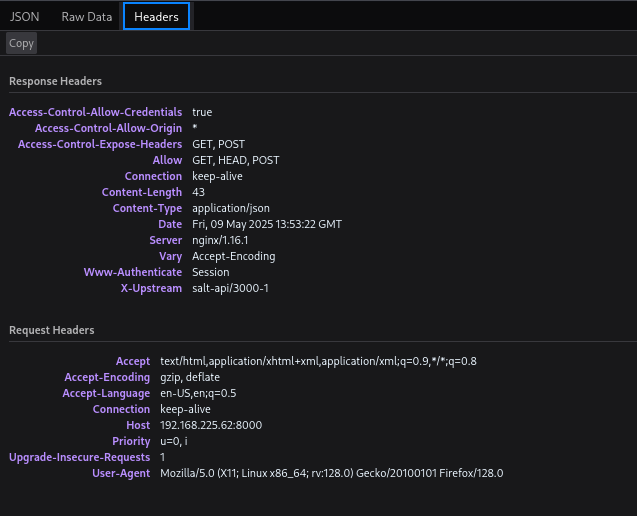 JSON Raw Data Headers
Copy
Response Headers
Access-Control-Allow-Credentials true
Access-Control-Allow-Origin *
Access-Control-Expose-Headers GET, POST
Allow GET, HEAD, POST
Connection keep-alive
Content-Length 43
Content-Type application/json
Date Fri, 09 May 2025 13:53:22 GMT
Server nginx/1.16.1
Vary Accept-Encoding
Www-Authenticate Session
X-Upstream salt-api/3000-1
Request Headers
Accept text/html,application/xhtml+xml,application/xml;q=0.9,*/*;q=0.8
Accept-Encoding gzip, deflate
Accept-Language en-US,en;q=0.5
Connection keep-alive
Host 192.168.225.62:8000
Priority u=0, i
Upgrade-Insecure-Requests 1
User-Agent Mozilla/5.0 (X11; Linux x86_64; rv:128.0) Gecko/20100101 Firefox/128.0